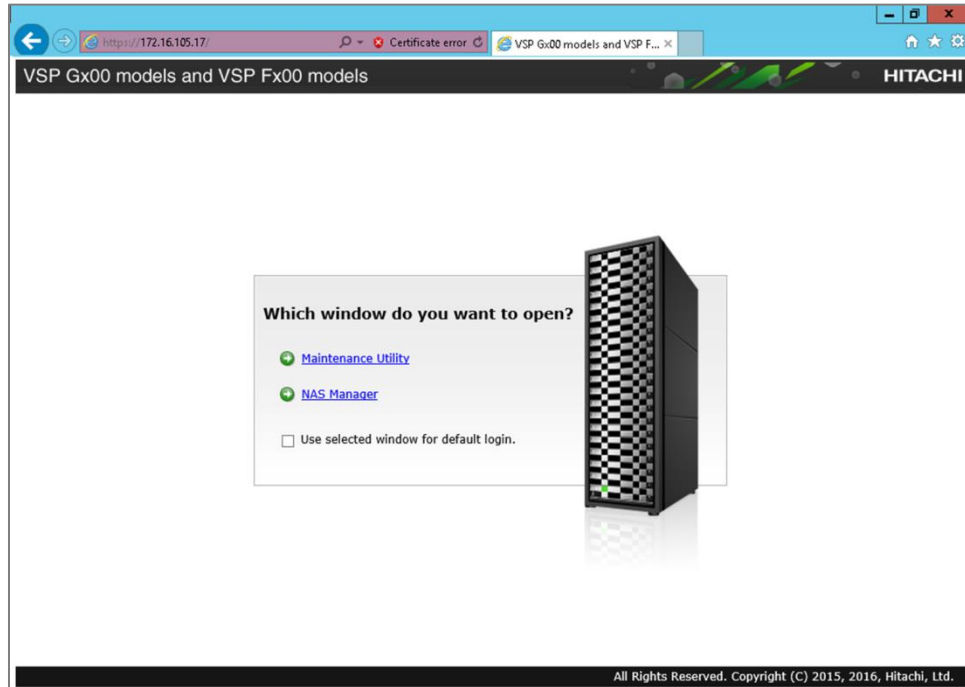 https://172.16.105.17/
Certificate error
VSP Gx00 models and VSP F...
VSP Gx00 models and VSP Fx00 models
HITACHI
Which window do you want to open?
Maintenance Utility
NAS Manager
Use selected window for default login.
All Rights Reserved. Copyright (C) 2015, 2016, Hitachi, Ltd.